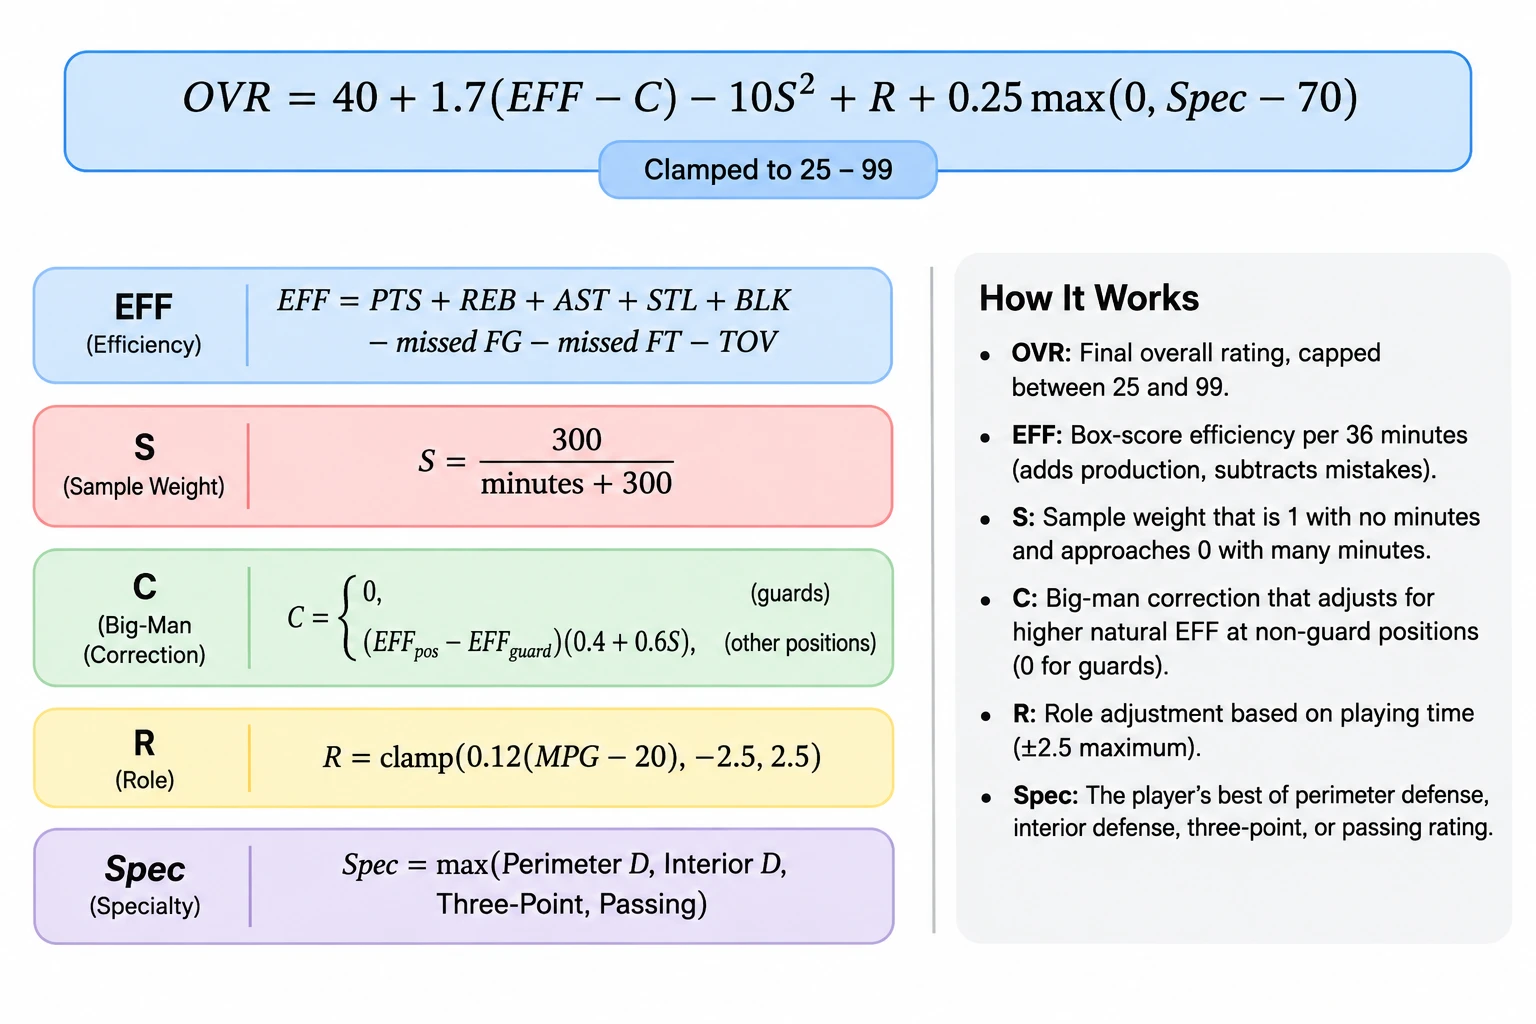 OVR = 40 + 1.7(EFF − C) − 10S² + R + 0.25 max(0, Spec − 70)
Clamped to 25 – 99
EFF
(Efficiency)
EFF = PTS + REB + AST + STL + BLK
− missed FG − missed FT − TOV
S
(Sample Weight)
S = 300 / (minutes + 300)
C
(Big-Man
(Correction)
C = { 0, (guards)
(EFF_pos − EFF_guard)(0.4 + 0.6S), (other positions)
R
(Role)
R = clamp(0.12(MPG − 20), −2.5, 2.5)
Spec
(Specialty)
Spec = max(Perimeter D, Interior D,
Three-Point, Passing)
How It Works
• OVR: Final overall rating, capped
between 25 and 99.
• EFF: Box-score efficiency per 36 minutes
(adds production, subtracts mistakes).
• S: Sample weight that is 1 with no minutes
and approaches 0 with many minutes.
• C: Big-man correction that adjusts for
higher natural EFF at non-guard positions
(0 for guards).
• R: Role adjustment based on playing time
(±2.5 maximum).
• Spec: The player’s best of perimeter defense,
interior defense, three-point, or passing rating.